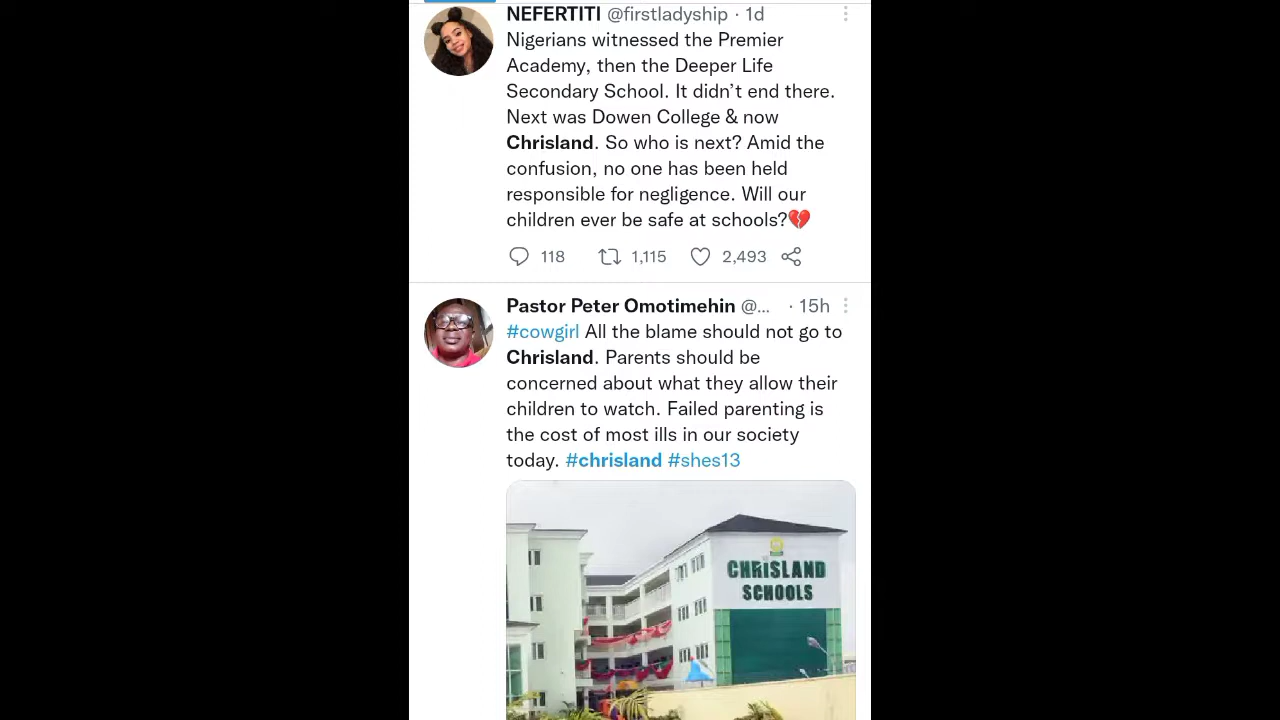 NEFERTITI @firstladyship · 1d
Nigerians witnessed the Premier
Academy, then the Deeper Life
Secondary School. It didn’t end there.
Next was Dowen College & now
Chrisland. So who is next? Amid the
confusion, no one has been held
responsible for negligence. Will our
children ever be safe at schools?💔
118 1,115 2,493
Pastor Peter Omotimehin @... · 15h
#cowgirl All the blame should not go to
Chrisland. Parents should be
concerned about what they allow their
children to watch. Failed parenting is
the cost of most ills in our society
today. #chrisland #shes13
CHRISLAND
SCHOOLS